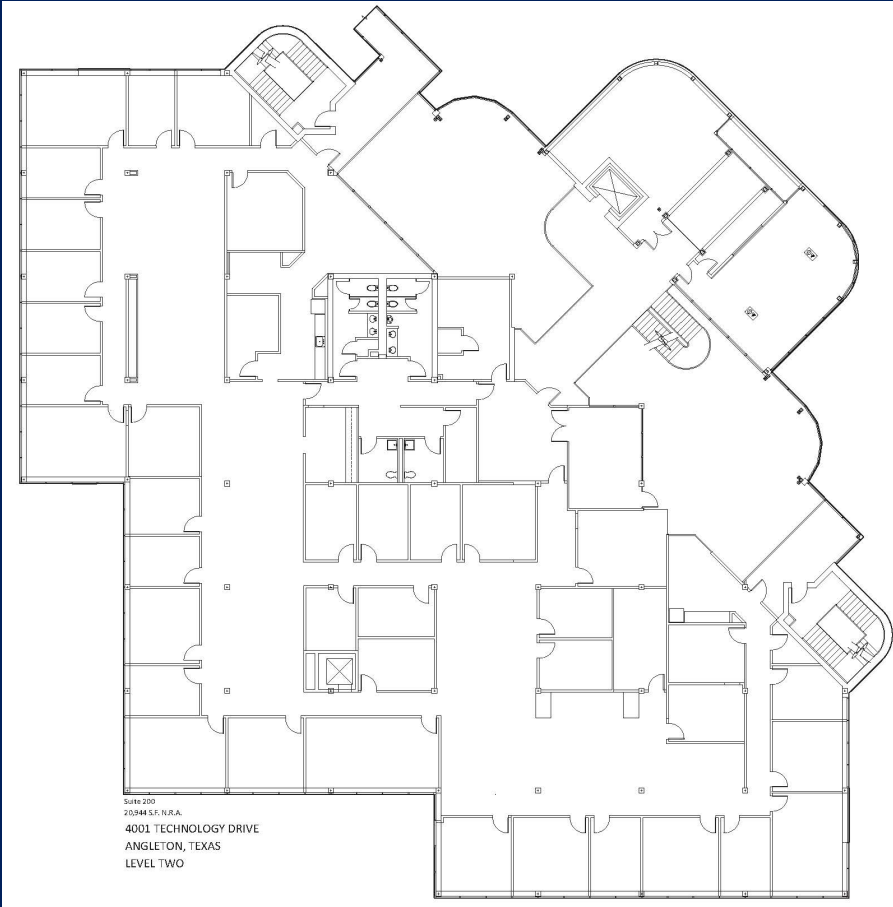 Suite 200
20,944 S.F. N.R.A.
4001 TECHNOLOGY DRIVE
ANGLETON, TEXAS
LEVEL TWO